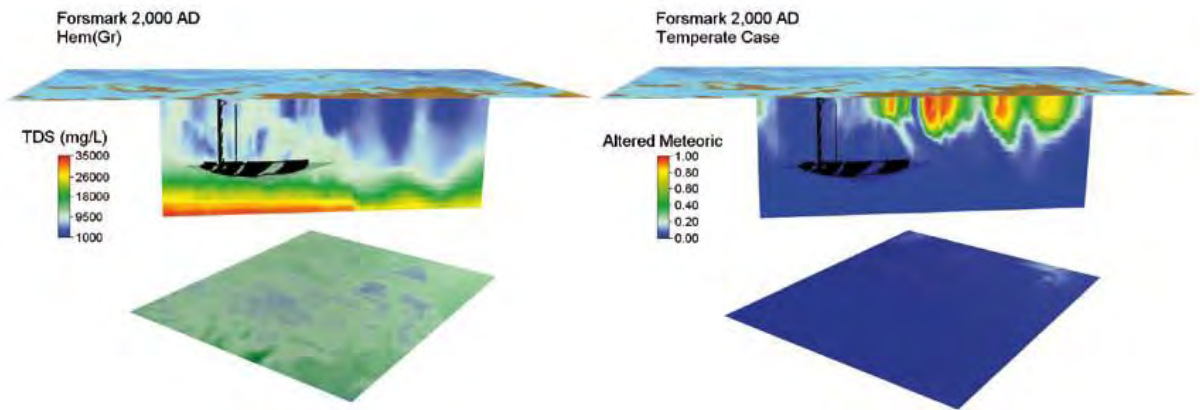 Forsmark 2,000 AD
Hem(Gr)
TDS (mg/L)
35000
26000
18000
9500
1000
Forsmark 2,000 AD
Temperate Case
Altered Meteoric
1.00
0.80
0.60
0.40
0.20
0.00